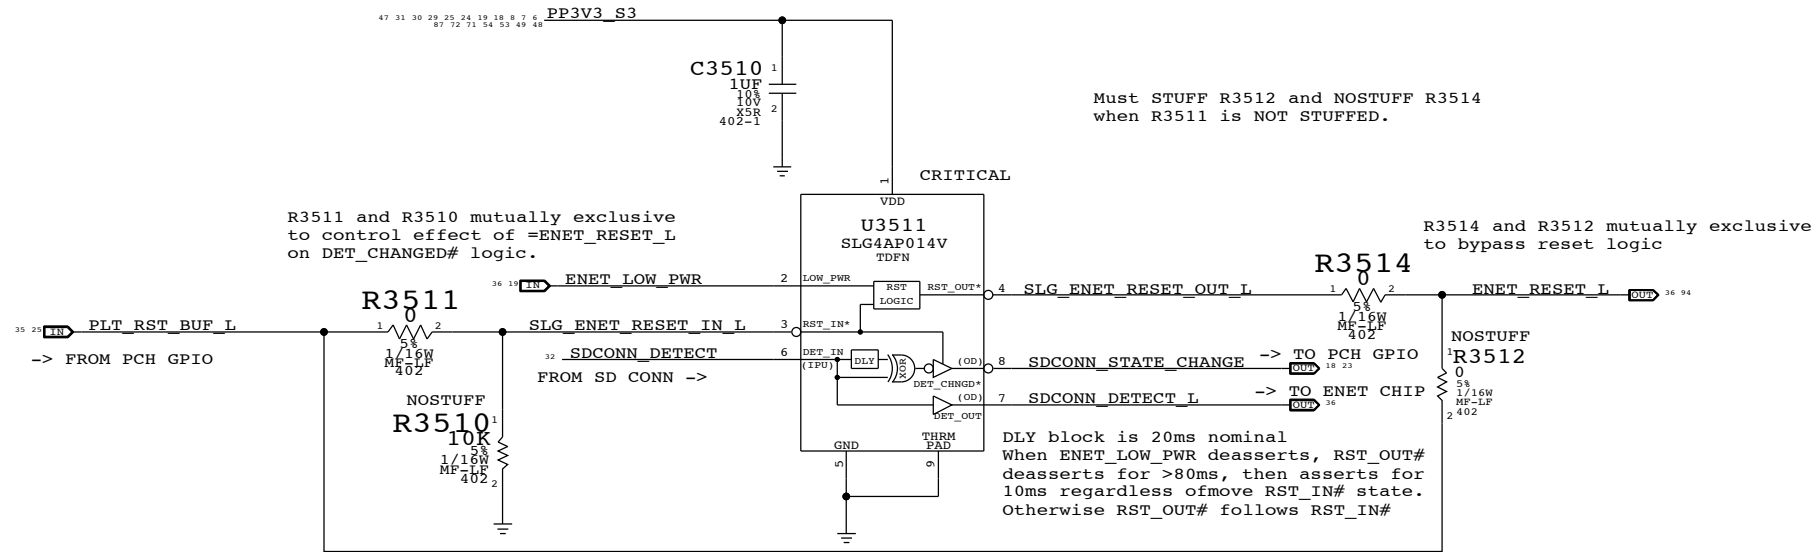 47 31 30 29 25 24 19 18 8 7 6
87 72 71 54 53 49 48
PP3V3_S3
C3510
1
1UF
10%
10V
X5R
402-1
2
Must STUFF R3512 and NOSTUFF R3514
when R3511 is NOT STUFFED.
CRITICAL
1
VDD
U3511
SLG4AP014V
TDFN
R3511 and R3510 mutually exclusive
to control effect of =ENET_RESET_L
on DET_CHANGED# logic.
R3514 and R3512 mutually exclusive
to bypass reset logic
36 19
IN
ENET_LOW_PWR
2
LOW_PWR
RST
LOGIC
RST_OUT*
4
SLG_ENET_RESET_OUT_L
R3514
0
1
2
5%
1/16W
MF-LF
402
ENET_RESET_L
OUT
36 94
35 25
IN
PLT_RST_BUF_L
-> FROM PCH GPIO
R3511
0
1
2
5%
1/16W
MF-LF
402
SLG_ENET_RESET_IN_L
3
RST_IN*
32
SDCONN_DETECT
6
DET_IN
(IPU)
FROM SD CONN ->
DLY
XOR
(OD)
DET_CHNGD*
8
SDCONN_STATE_CHANGE
-> TO PCH GPIO
OUT
18 23
(OD)
DET_OUT
7
SDCONN_DETECT_L
-> TO ENET CHIP
OUT
36
NOSTUFF
1
R3512
0
5%
1/16W
MF-LF
402
2
NOSTUFF
R3510
1
10K
5%
1/16W
MF-LF
402
2
GND
THRM
PAD
5
9
DLY block is 20ms nominal
When ENET_LOW_PWR deasserts, RST_OUT#
deasserts for >80ms, then asserts for
10ms regardless ofmove RST_IN# state.
Otherwise RST_OUT# follows RST_IN#